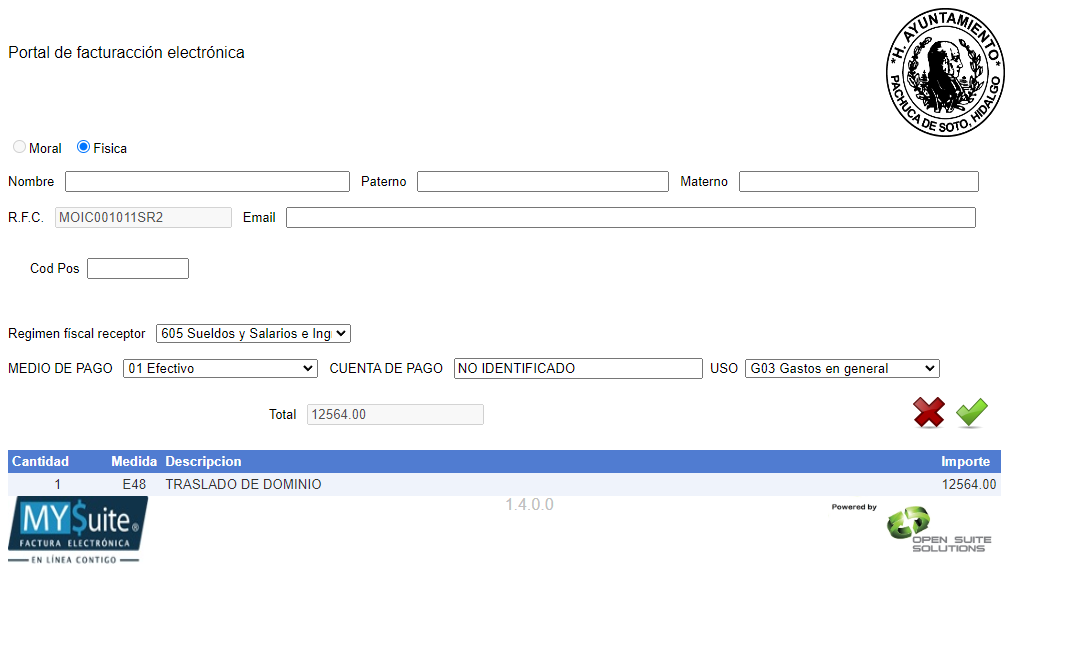 Portal de facturacción electrónica
*H. AYUNTAMIENTO*
PACHUCA DE SOTO, HIDALGO
Moral Fisica
Nombre Paterno Materno
R.F.C. MOIC001011SR2 Email
Cod Pos
Regimen físcal receptor 605 Sueldos y Salarios e Ing
MEDIO DE PAGO 01 Efectivo CUENTA DE PAGO NO IDENTIFICADO USO G03 Gastos en general
Total 12564.00
Cantidad Medida Descripcion Importe
1 E48 TRASLADO DE DOMINIO 12564.00
MYSuite®
FACTURA ELECTRÓNICA
EN LÍNEA CONTIGO
1.4.0.0
Powered by
OPEN SUITE
SOLUTIONS